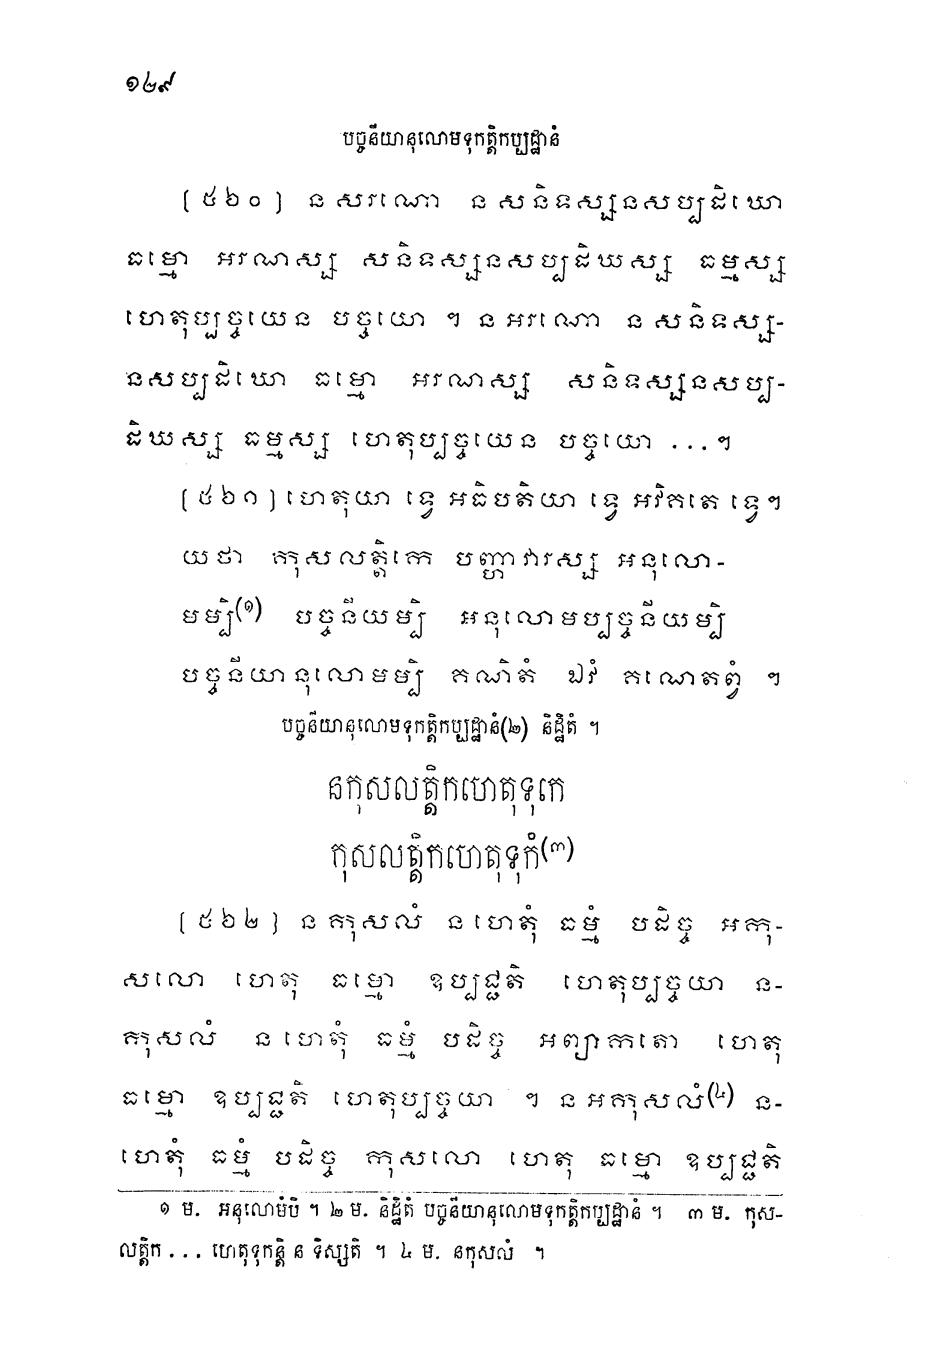 ១២៩
បច្ចនីយានុលោមទុកត្តិកប្បដ្ឋានំ
[ ៥៦០ ] ន សរណោ ន សនិទស្សនសប្បដិឃោ
ធម្មោ អរណស្ស សនិទស្សនសប្បដិឃស្ស ធម្មស្ស
ហេតុប្បច្ចយេន បច្ចយោ ។ ន អរណោ ន សនិទស្ស-
នសប្បដិឃោ ធម្មោ អរណស្ស សនិទស្សនសប្ប-
ដិឃស្ស ធម្មស្ស ហេតុប្បច្ចយេន បច្ចយោ ...។
[ ៥៦១ ] ហេតុយា ទ្វេ អធិបតិយា ទ្វេ អវិគតេ ទ្វេ។
យថា កុសលត្តិកេ បញ្ហាវារស្ស អនុលោ-
មម្បិ(១) បច្ចនីយម្បិ អនុលោមប្បច្ចនីយម្បិ
បច្ចនីយានុលោមម្បិ គណិតំ ឯវំ គណេតព្វំ ។
បច្ចនីយានុលោមទុកត្តិកប្បដ្ឋានំ(២) និដ្ឋិតំ ។
នកុសលត្តិកហេតុទុកេ
កុសលត្តិកហេតុទុកំ(៣)
[ ៥៦២ ] ន កុសលំ ន ហេតុំ ធម្មំ បដិច្ច អកុ-
សលោ ហេតុ ធម្មោ ឧប្បជ្ជតិ ហេតុប្បច្ចយា ន-
កុសលំ ន ហេតុំ ធម្មំ បដិច្ច អព្យាកតោ ហេតុ
ធម្មោ ឧប្បជ្ជតិ ហេតុប្បច្ចយា ។ ន អកុសលំ(៤) ន-
ហេតុំ ធម្មំ បដិច្ច កុសលោ ហេតុ ធម្មោ ឧប្បជ្ជតិ
១ ម. អនុលោមំបិ ។ ២ ម. និដ្ឋិតំ បច្ចនីយានុលោមទុកត្តិកប្បដ្ឋានំ ។ ៣ ម. កុស-
លត្តិក ... ហេតុទុកន្តិ ន ទិស្សតិ ។ ៤ ម. នកុសលំ ។